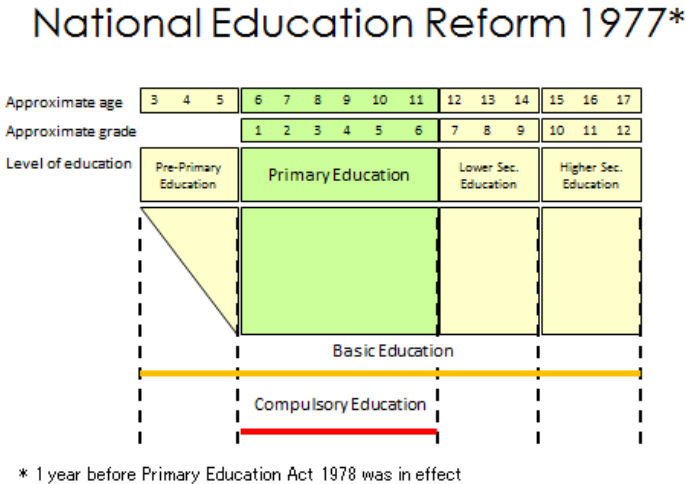 National Education Reform 1977*
Approximate age 3 4 5 6 7 8 9 10 11 12 13 14 15 16 17
Approximate grade 1 2 3 4 5 6 7 8 9 10 11 12
Level of education
Pre-Primary
Education
Primary Education
Lower Sec.
Education
Higher Sec.
Education
Basic Education
Compulsory Education
* 1 year before Primary Education Act 1978 was in effect